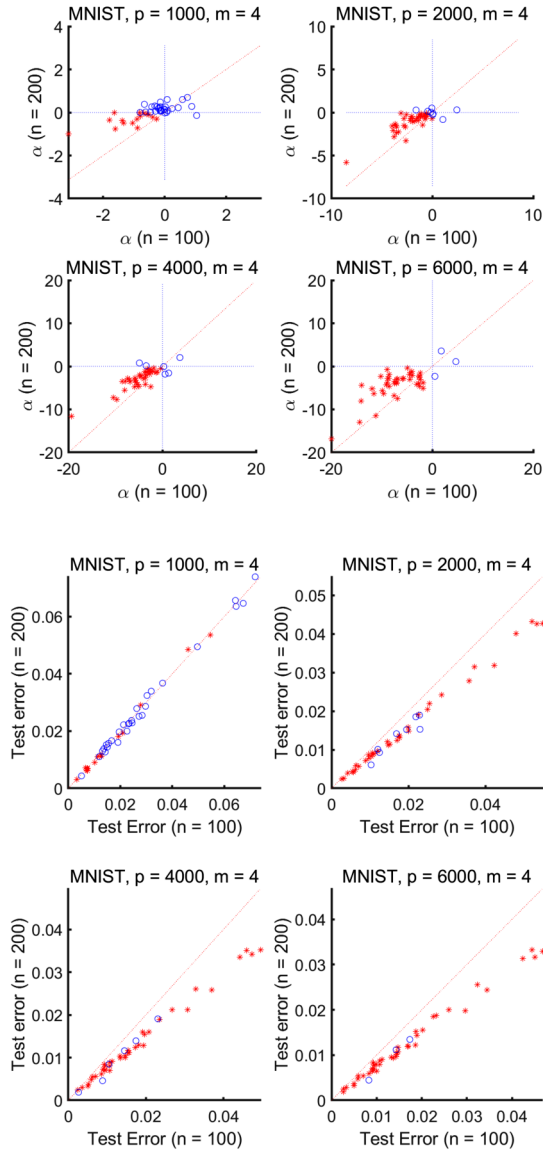 MNIST, p = 1000, m = 4
4
2
0
-2
-4
α (n = 200)
-2 0 2
α (n = 100)
MNIST, p = 2000, m = 4
10
5
0
-5
-10
α (n = 200)
-10 0 10
α (n = 100)
MNIST, p = 4000, m = 4
20
10
0
-10
-20
α (n = 200)
-20 0 20
α (n = 100)
MNIST, p = 6000, m = 4
20
10
0
-10
-20
α (n = 200)
-20 0 20
α (n = 100)
MNIST, p = 1000, m = 4
0.06
0.04
0.02
0
Test error (n = 200)
0 0.02 0.04 0.06
Test Error (n = 100)
MNIST, p = 2000, m = 4
0.05
0.04
0.03
0.02
0.01
0
Test error (n = 200)
0 0.02 0.04
Test Error (n = 100)
MNIST, p = 4000, m = 4
0.04
0.03
0.02
0.01
0
Test error (n = 200)
0 0.02 0.04
Test Error (n = 100)
MNIST, p = 6000, m = 4
0.04
0.03
0.02
0.01
0
Test error (n = 200)
0 0.01 0.02 0.03 0.04
Test Error (n = 100)